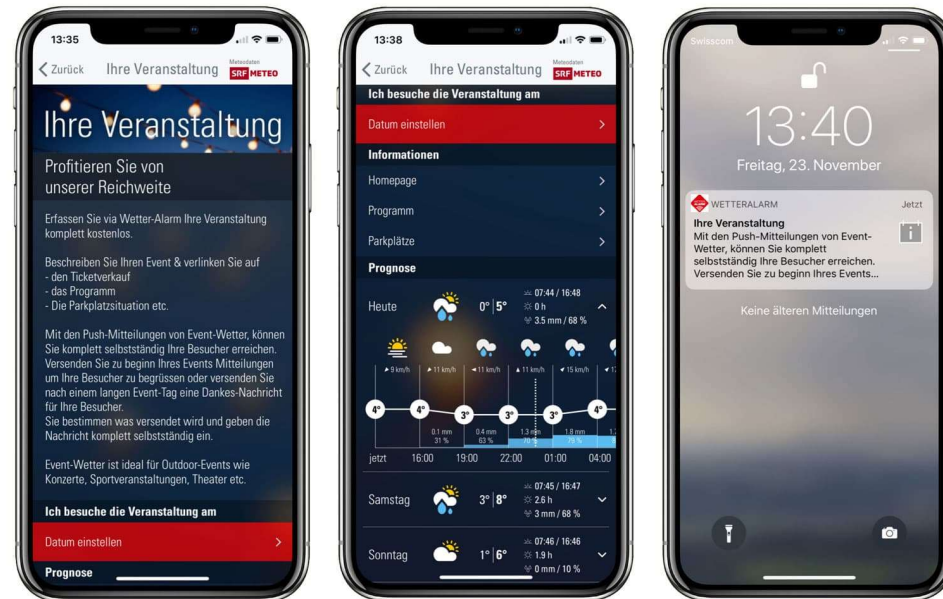 13:35
Zurück
Ihre Veranstaltung
Meteodaten
SRF METEO
Ihre Veranstaltung
Profitieren Sie von
unserer Reichweite
Erfassen Sie via Wetter-Alarm Ihre Veranstaltung
komplett kostenlos.
Beschreiben Sie Ihren Event & verlinken Sie auf
- den Ticketverkauf
- das Programm
- Die Parkplatzsituation etc.
Mit den Push-Mitteilungen von Event-Wetter, können
Sie komplett selbstständig Ihre Besucher erreichen.
Versenden Sie zu beginn Ihres Events Mitteilungen
um Ihre Besucher zu begrüssen oder versenden Sie
nach einem langen Event-Tag eine Dankes-Nachricht
für Ihre Besucher.
Sie bestimmen was versendet wird und geben die
Nachricht komplett selbstständig ein.
Event-Wetter ist ideal für Outdoor-Events wie
Konzerte, Sportveranstaltungen, Theater etc.
Ich besuche die Veranstaltung am
Datum einstellen
Prognose
13:38
Zurück
Ihre Veranstaltung
Meteodaten
SRF METEO
Ich besuche die Veranstaltung am
Datum einstellen
Informationen
Homepage
Programm
Parkplätze
Prognose
Heute
0° | 5°
07:44 / 16:48
0 h
3.5 mm / 68 %
9 km/h
11 km/h
11 km/h
11 km/h
15 km/h
4° 4° 3° 3° 3° 4°
0.1 mm 0.4 mm 1.3 mm 1.8 mm
31 % 63 % 70 % 79 %
jetzt 16:00 19:00 22:00 01:00 04:00
Samstag
3° | 8°
07:45 / 16:47
2.6 h
3 mm / 68 %
Sonntag
1° | 6°
07:46 / 16:46
1.9 h
0 mm / 10 %
Swisscom
13:40
Freitag, 23. November
WETTERALARM
Jetzt
Ihre Veranstaltung
Mit den Push-Mitteilungen von Event-
Wetter, können Sie komplett
selbstständig Ihre Besucher erreichen.
Versenden Sie zu beginn Ihres Events...
Keine älteren Mitteilungen